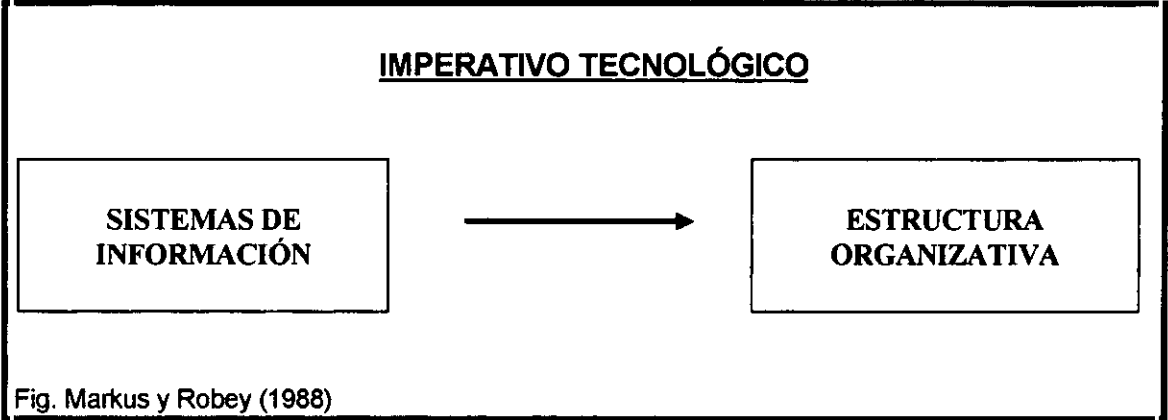 IMPERATIVO TECNOLÓGICO
SISTEMAS DE
INFORMACIÓN
ESTRUCTURA
ORGANIZATIVA
Fig. Markus y Robey (1988)